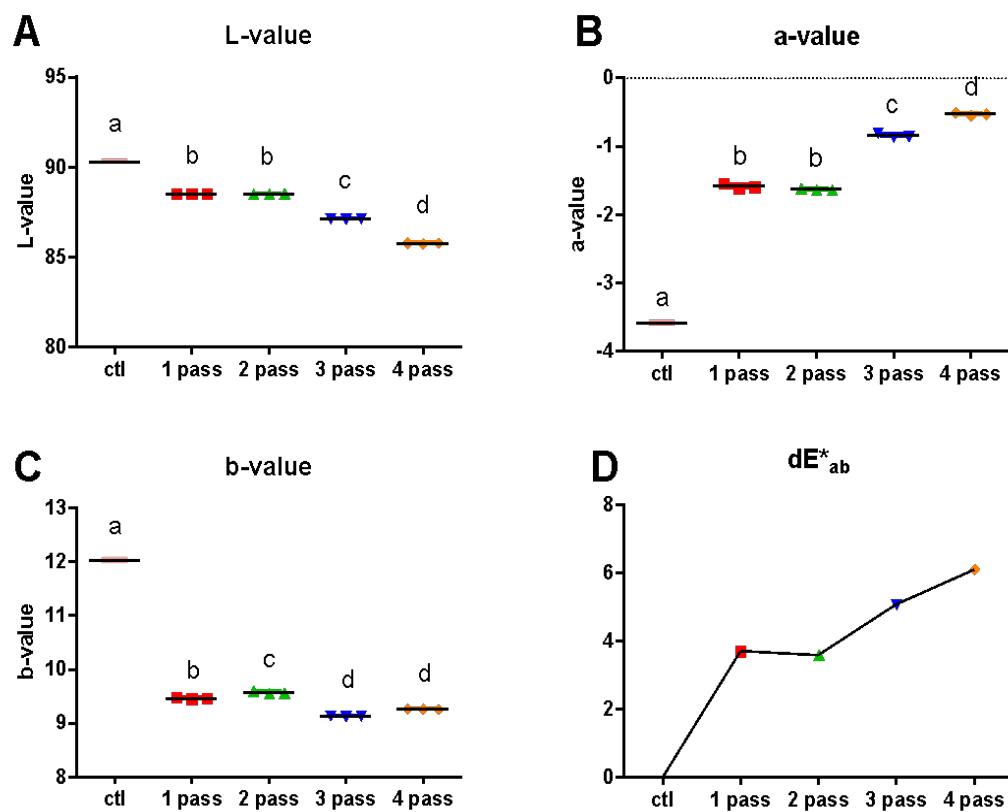 A
L-value
95
90
85
80
L-value
a
b
b
c
d
ctl
1 pass
2 pass
3 pass
4 pass
B
a-value
0
-1
-2
-3
-4
a-value
a
b
b
c
d
ctl
1 pass
2 pass
3 pass
4 pass
C
b-value
13
12
11
10
9
8
b-value
a
b
c
d
d
ctl
1 pass
2 pass
3 pass
4 pass
D
dE*ab
8
6
4
2
0
ctl
1 pass
2 pass
3 pass
4 pass